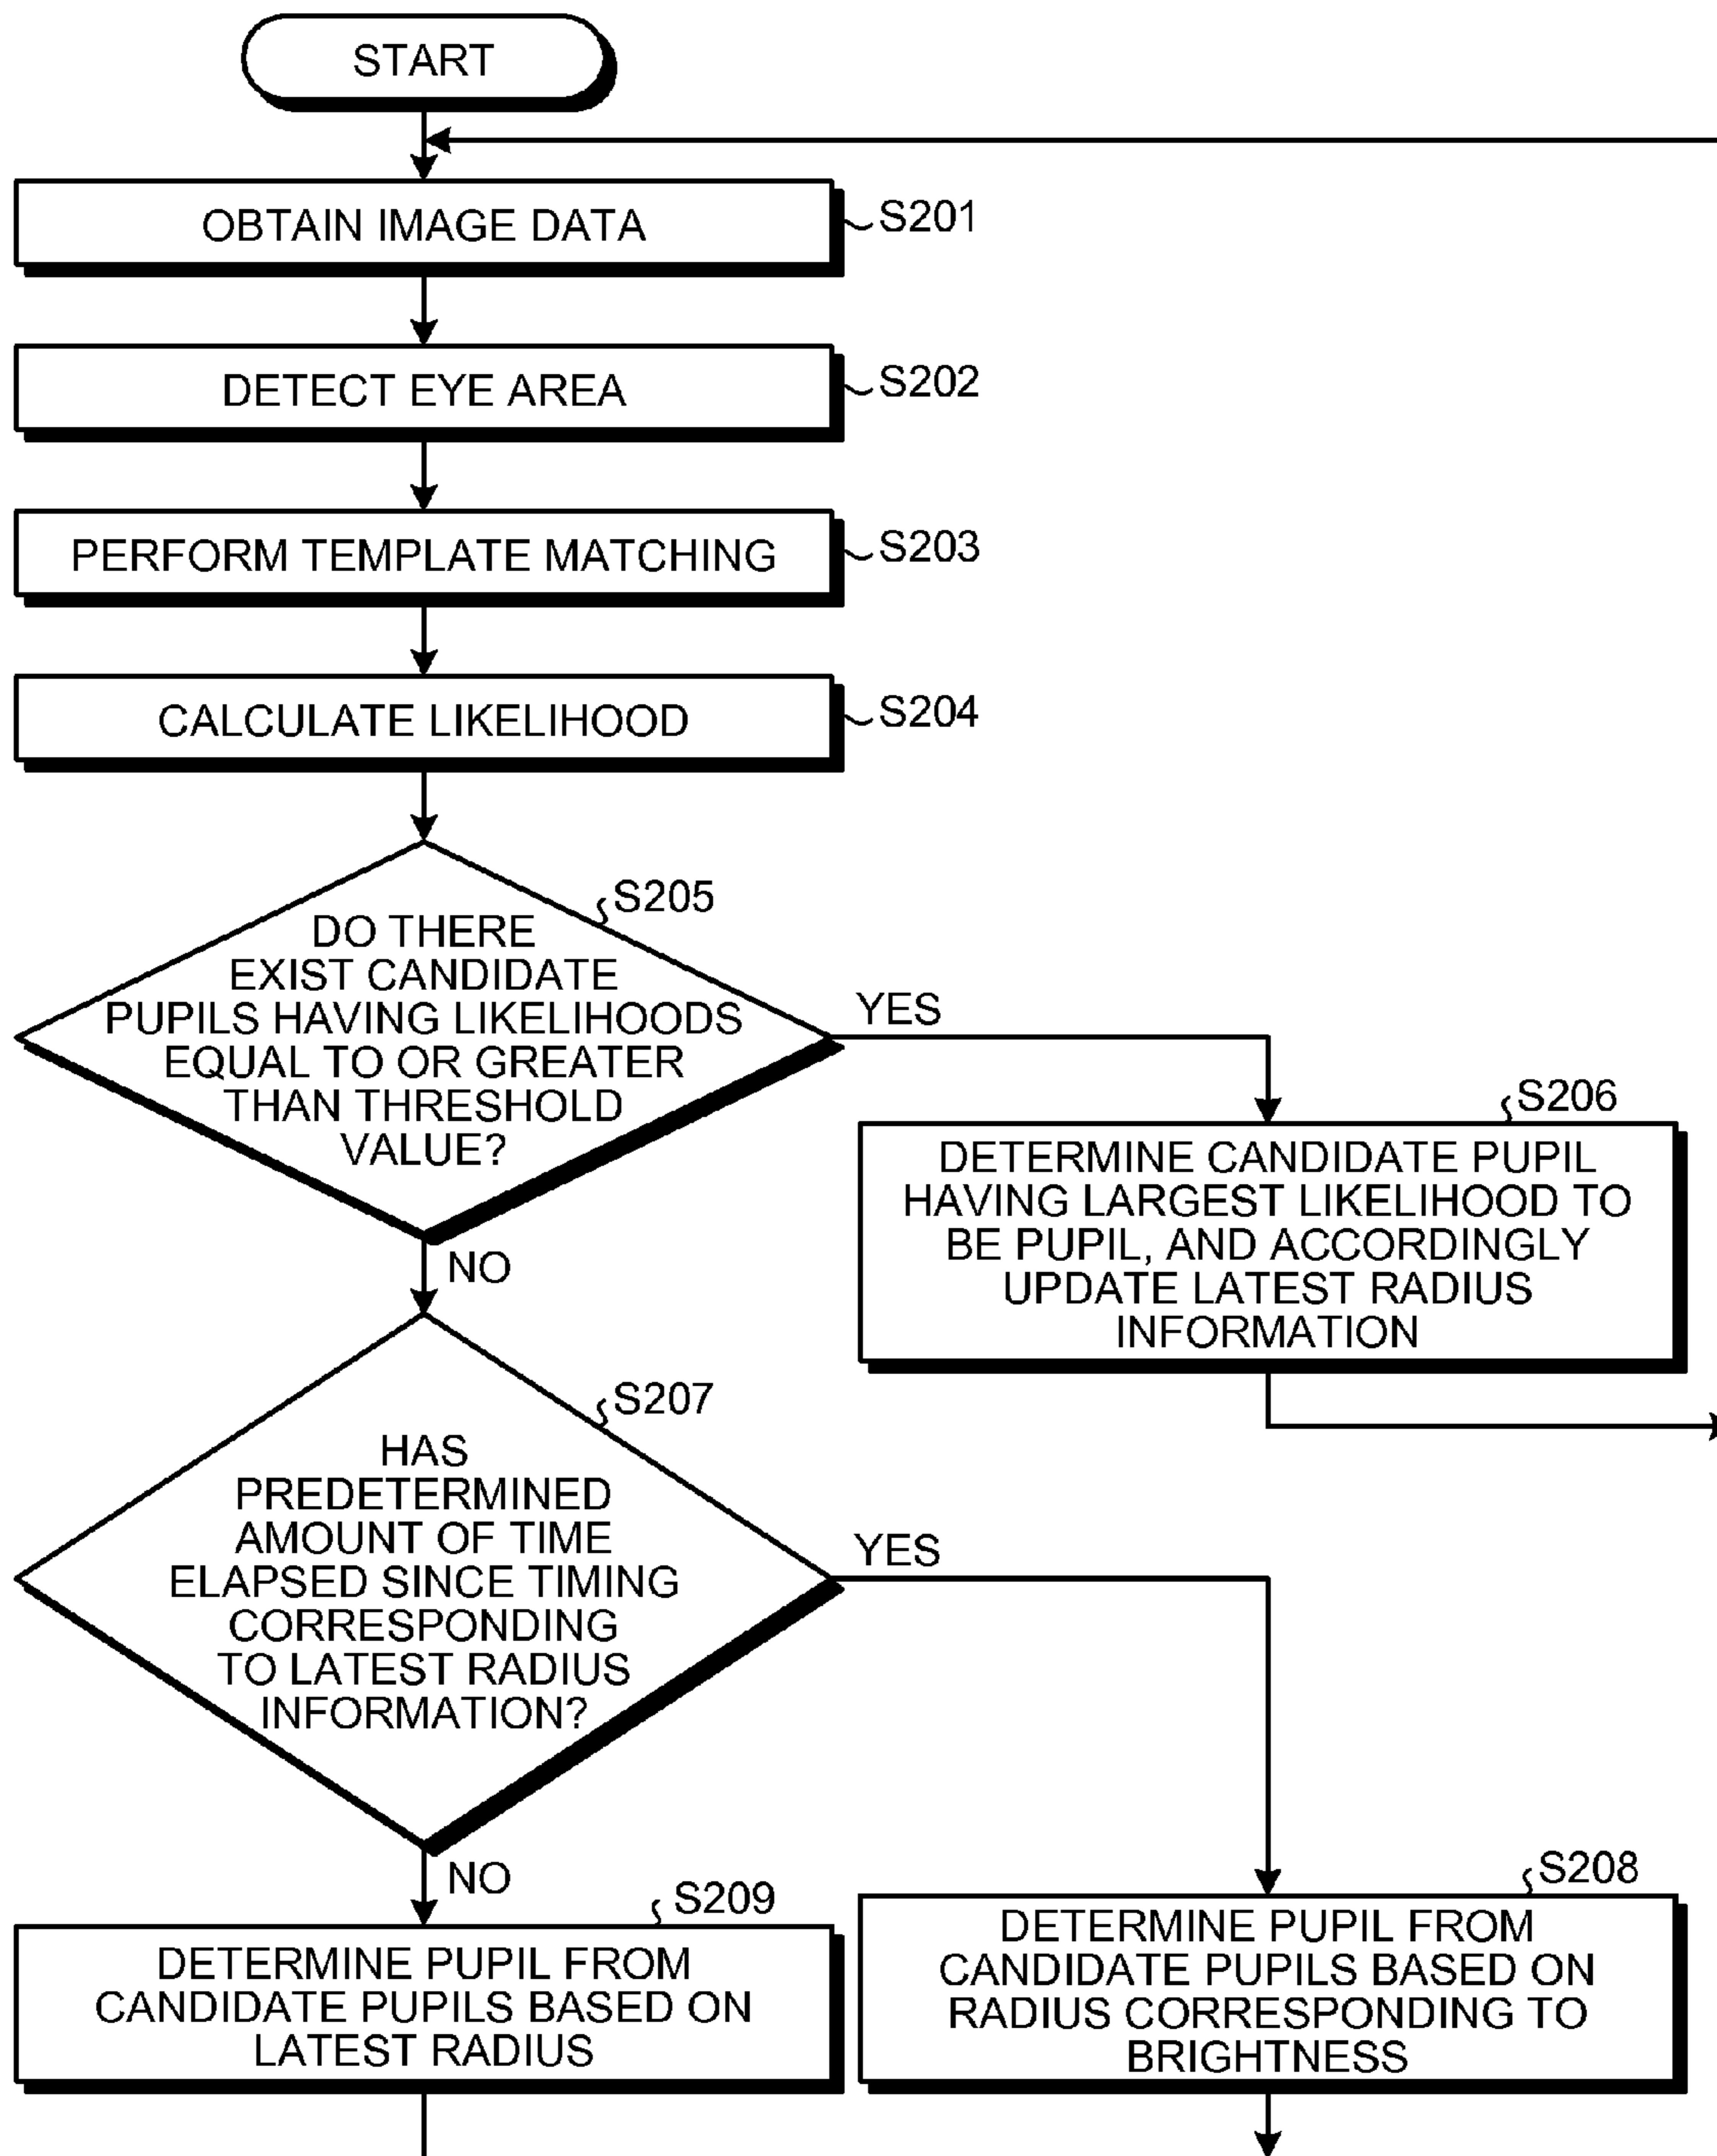 START
OBTAIN IMAGE DATA
S201
DETECT EYE AREA
S202
PERFORM TEMPLATE MATCHING
S203
CALCULATE LIKELIHOOD
S204
S205
DO THERE
EXIST CANDIDATE
PUPILS HAVING LIKELIHOODS
EQUAL TO OR GREATER
THAN THRESHOLD
VALUE?
YES
NO
S206
DETERMINE CANDIDATE PUPIL
HAVING LARGEST LIKELIHOOD TO
BE PUPIL, AND ACCORDINGLY
UPDATE LATEST RADIUS
INFORMATION
S207
HAS
PREDETERMINED
AMOUNT OF TIME
ELAPSED SINCE TIMING
CORRESPONDING
TO LATEST RADIUS
INFORMATION?
YES
NO
S209
DETERMINE PUPIL FROM
CANDIDATE PUPILS BASED ON
LATEST RADIUS
S208
DETERMINE PUPIL FROM
CANDIDATE PUPILS BASED ON
RADIUS CORRESPONDING TO
BRIGHTNESS